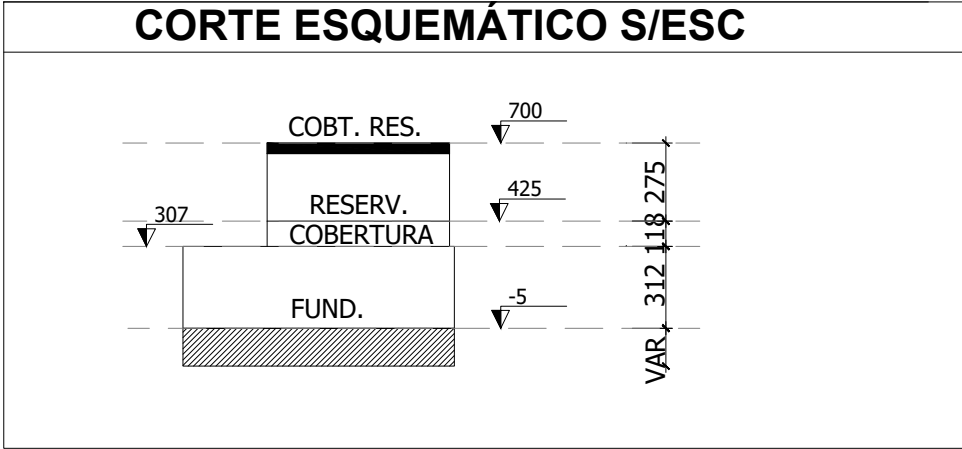 CORTE ESQUEMÁTICO S/ESC
COBT. RES.
700
275
RESERV.
425
307
118
COBERTURA
312
FUND.
-5
VAR